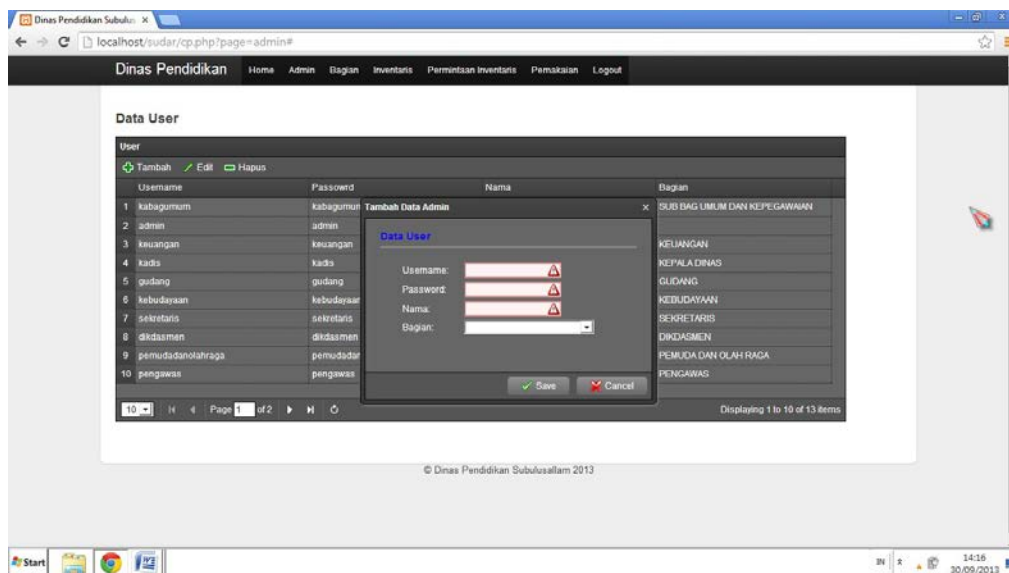 Dinas Pendidikan Subulu
localhost/sudar/cp.php?page=admin#
Dinas Pendidikan Home Admin Bagian Inventaris Permintaan Inventaris Pemakaian Logout
Data User
User
Tambah Edit Hapus
Username Passowrd Nama Bagian
1 kabagumum kabagumum SUB BAG UMUM DAN KEPEGAWAIAN
2 admin admin
3 keuangan keuangan KEUANGAN
4 kadis kadis KEPALA DINAS
5 gudang gudang GUDANG
6 kebudayaan kebudayaan KEBUDAYAAN
7 sekretaris sekretaris SEKRETARIS
8 dikdasmen dikdasmen DIKDASMEN
9 pemudadanolahraga pemudadar PEMUDA DAN OLAH RAGA
10 pengawas pengawas PENGAWAS
Tambah Data Admin
Data User
Username:
Password:
Nama:
Bagian:
Save Cancel
10 Page 1 of 2 Displaying 1 to 10 of 13 items
© Dinas Pendidikan Subulusallam 2013
Start
IN
14:16
30/09/2013